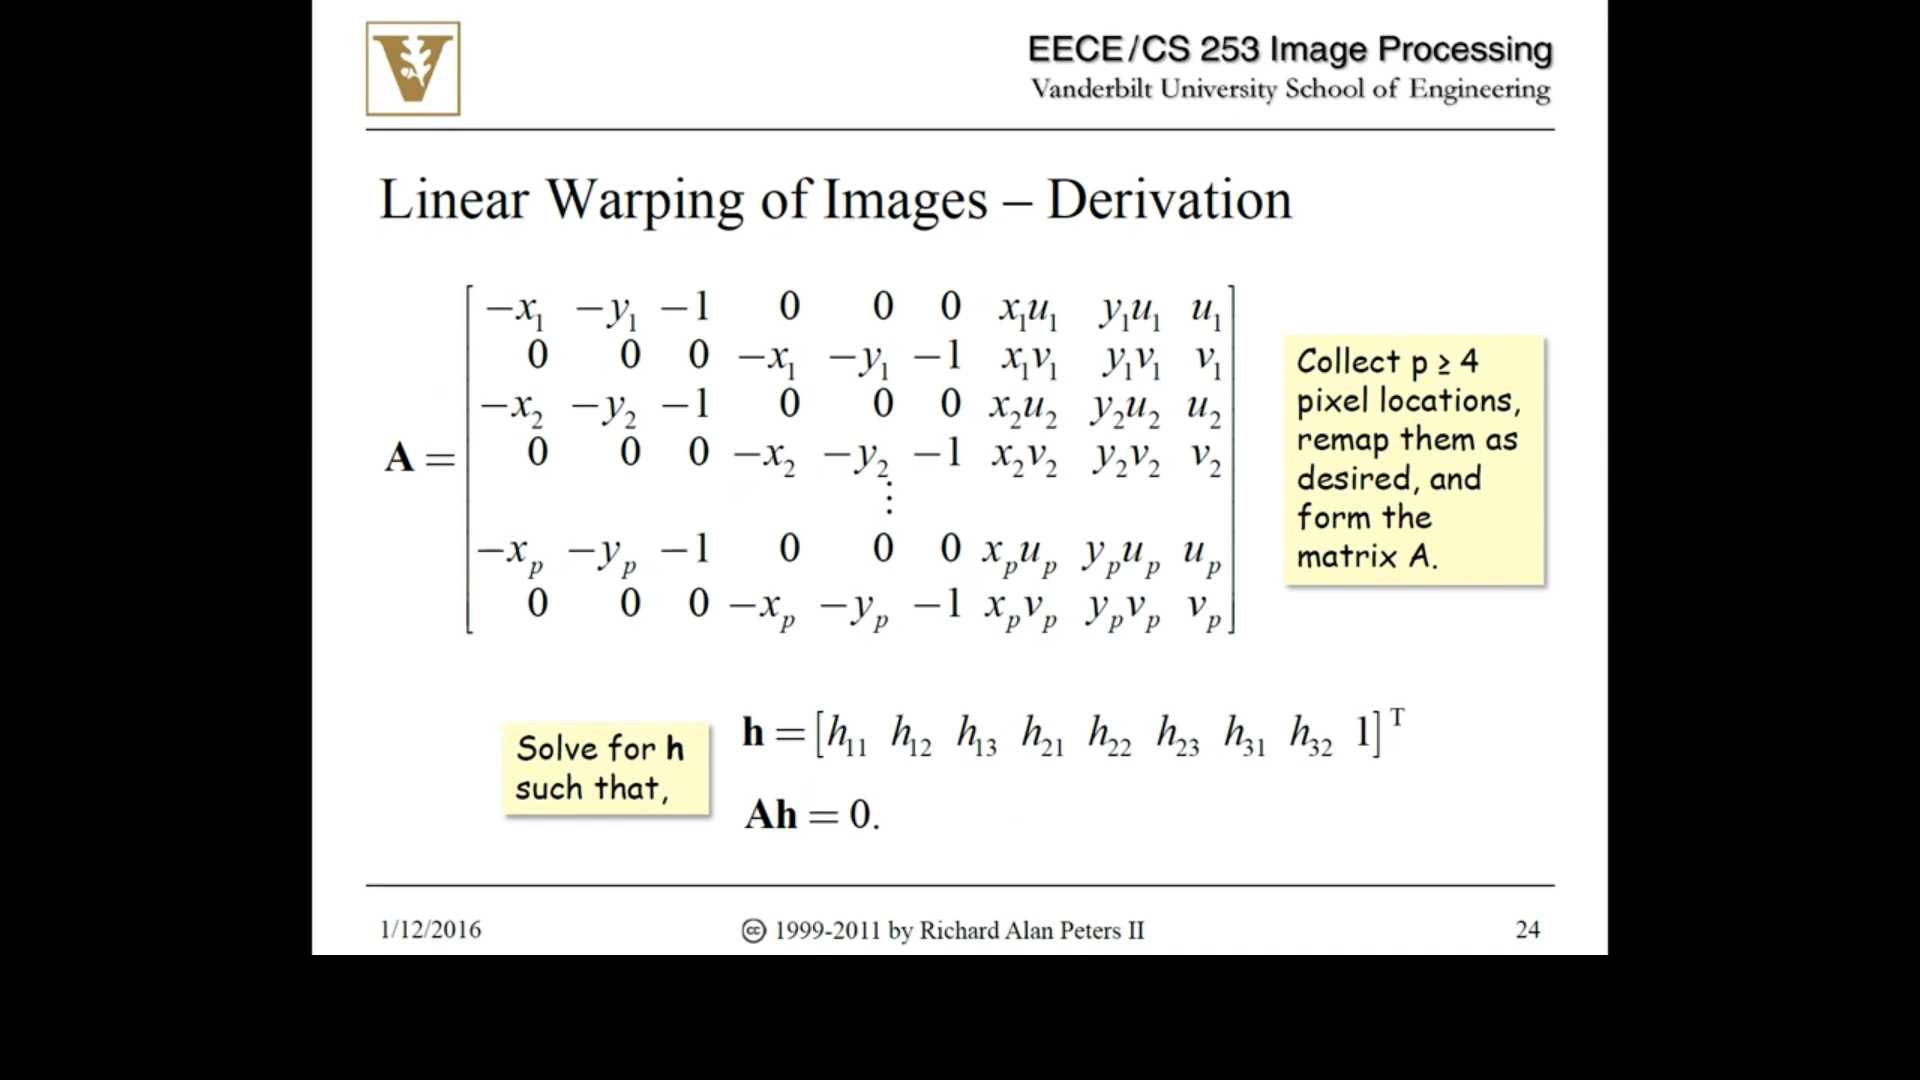 EECE/CS 253 Image Processing
Vanderbilt University School of Engineering
Linear Warping of Images – Derivation
−x₁ −y₁ −1 0 0 0 x₁u₁ y₁u₁ u₁
0 0 0 −x₁ −y₁ −1 x₁v₁ y₁v₁ v₁
−x₂ −y₂ −1 0 0 0 x₂u₂ y₂u₂ u₂
A = 0 0 0 −x₂ −y₂ −1 x₂v₂ y₂v₂ v₂
⋮
−xₚ −yₚ −1 0 0 0 xₚuₚ yₚuₚ uₚ
0 0 0 −xₚ −yₚ −1 xₚvₚ yₚvₚ vₚ
Collect p ≥ 4
pixel locations,
remap them as
desired, and
form the
matrix A.
Solve for h
such that,
h = [h₁₁ h₁₂ h₁₃ h₂₁ h₂₂ h₂₃ h₃₁ h₃₂ 1]ᵀ
Ah = 0.
1/12/2016
🄭 1999-2011 by Richard Alan Peters II
24